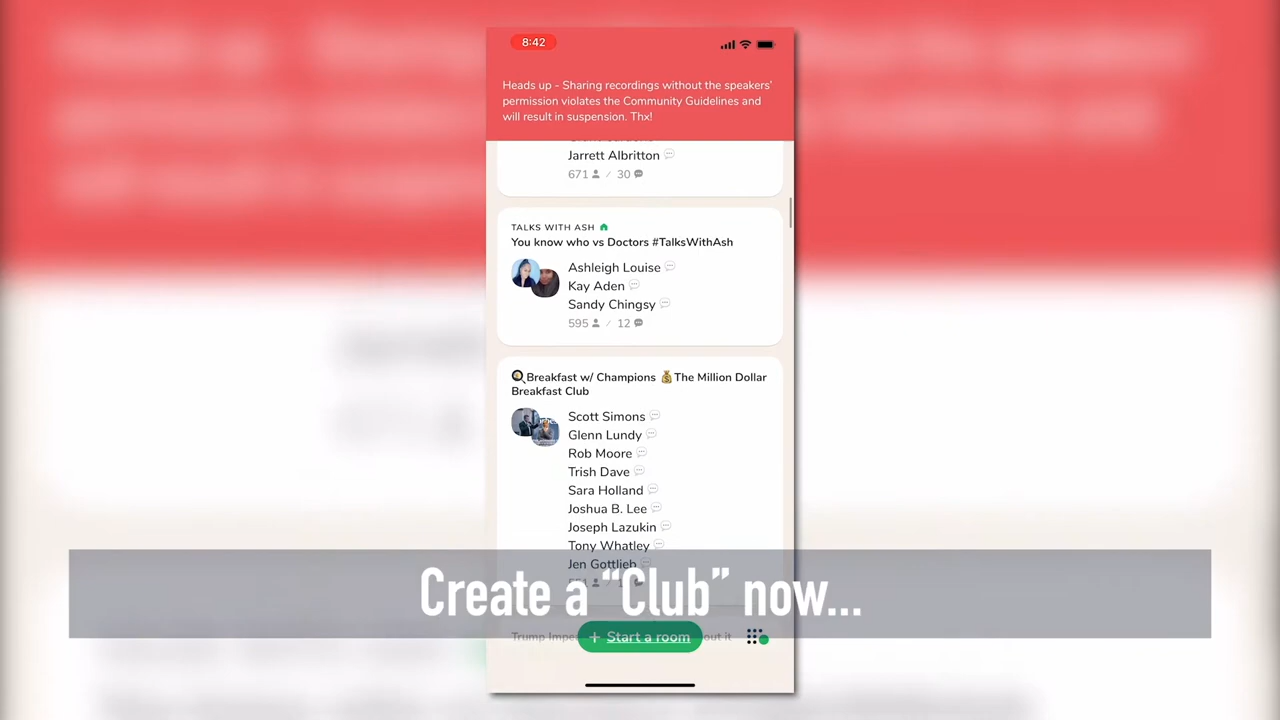 8:42
Heads up - Sharing recordings without the speakers'
permission violates the Community Guidelines and
will result in suspension. Thx!
Jarrett Albritton
671 / 30
TALKS WITH ASH
You know who vs Doctors #TalksWithAsh
Ashleigh Louise
Kay Aden
Sandy Chingsy
595 / 12
Breakfast w/ Champions 💰The Million Dollar
Breakfast Club
Scott Simons
Glenn Lundy
Rob Moore
Trish Dave
Sara Holland
Joshua B. Lee
Joseph Lazukin
Tony Whatley
Jen Gottlieb
Create a “Club” now...
Trump
+ Start a room
out it